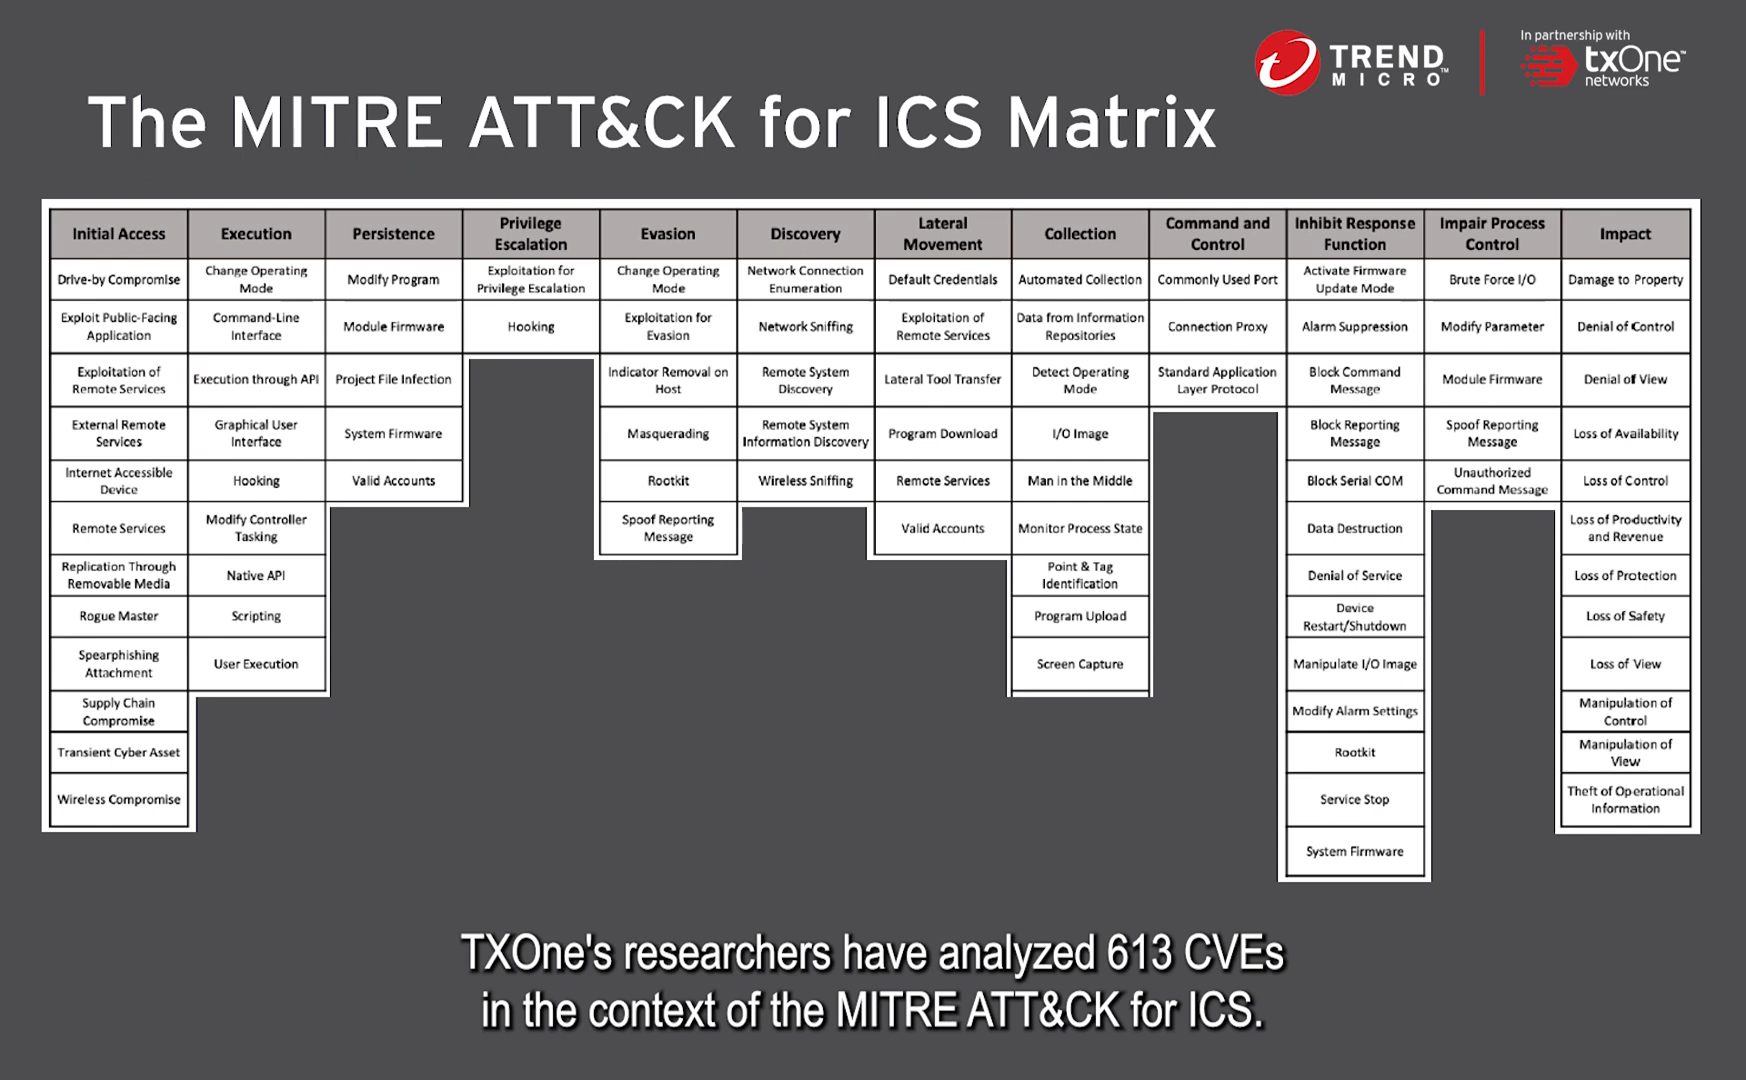 TREND
MICRO™
In partnership with
txOne™
networks
The MITRE ATT&CK for ICS Matrix
Initial Access
Execution
Persistence
Privilege
Escalation
Evasion
Discovery
Lateral
Movement
Collection
Command and
Control
Inhibit Response
Function
Impair Process
Control
Impact
Drive-by Compromise
Change Operating
Mode
Modify Program
Exploitation for
Privilege Escalation
Change Operating
Mode
Network Connection
Enumeration
Default Credentials
Automated Collection
Commonly Used Port
Activate Firmware
Update Mode
Brute Force I/O
Damage to Property
Exploit Public-Facing
Application
Command-Line
Interface
Module Firmware
Hooking
Exploitation for
Evasion
Network Sniffing
Exploitation of
Remote Services
Data from Information
Repositories
Connection Proxy
Alarm Suppression
Modify Parameter
Denial of Control
Exploitation of
Remote Services
Execution through API
Project File Infection
Indicator Removal on
Host
Remote System
Discovery
Lateral Tool Transfer
Detect Operating
Mode
Standard Application
Layer Protocol
Block Command
Message
Module Firmware
Denial of View
External Remote
Services
Graphical User
Interface
System Firmware
Masquerading
Remote System
Information Discovery
Program Download
I/O Image
Block Reporting
Message
Spoof Reporting
Message
Loss of Availability
Internet Accessible
Device
Hooking
Valid Accounts
Rootkit
Wireless Sniffing
Remote Services
Man in the Middle
Block Serial COM
Unauthorized
Command Message
Loss of Control
Remote Services
Modify Controller
Tasking
Spoof Reporting
Message
Valid Accounts
Monitor Process State
Data Destruction
Loss of Productivity
and Revenue
Replication Through
Removable Media
Native API
Point & Tag
Identification
Denial of Service
Loss of Protection
Rogue Master
Scripting
Program Upload
Device
Restart/Shutdown
Loss of Safety
Spearphishing
Attachment
User Execution
Screen Capture
Manipulate I/O Image
Loss of View
Supply Chain
Compromise
Modify Alarm Settings
Manipulation of
Control
Transient Cyber Asset
Rootkit
Manipulation of
View
Wireless Compromise
Service Stop
Theft of Operational
Information
System Firmware
TXOne's researchers have analyzed 613 CVEs
in the context of the MITRE ATT&CK for ICS.